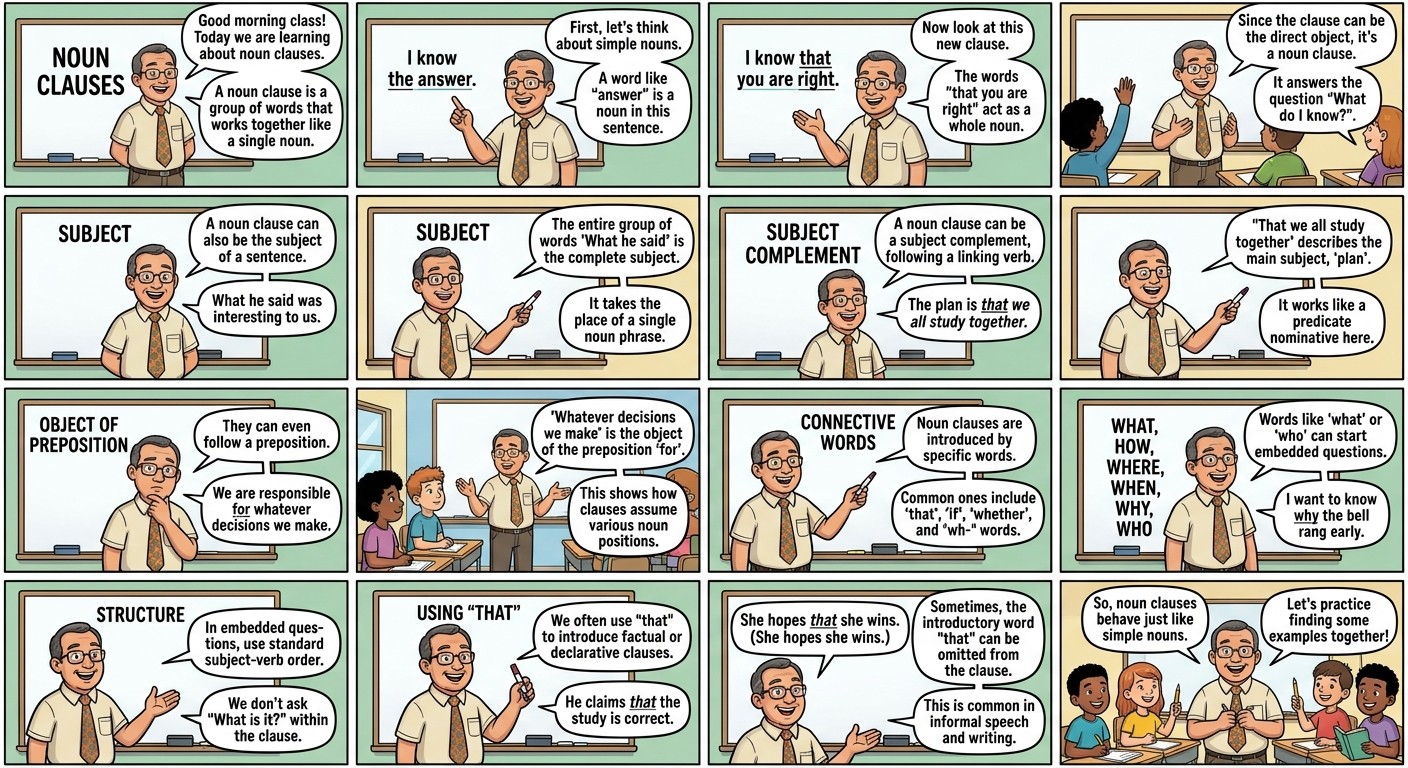 NOUN
CLAUSES
Good morning class!
Today we are learning
about noun clauses.
A noun clause is a
group of words that
works together like
a single noun.
I know
the answer.
First, let's think
about simple nouns.
A word like
"answer" is a
noun in this
sentence.
I know that
you are right.
Now look at this
new clause.
The words
"that you are
right" act as a
whole noun.
Since the clause can be
the direct object, it's
a noun clause.
It answers the
question "What
do I know?".
SUBJECT
A noun clause can
also be the subject
of a sentence.
What he said was
interesting to us.
SUBJECT
The entire group of
words 'What he said' is
the complete subject.
It takes the
place of a single
noun phrase.
SUBJECT
COMPLEMENT
A noun clause can be
a subject complement,
following a linking verb.
The plan is that we
all study together.
"That we all study
together' describes the
main subject, 'plan'.
It works like a
predicate
nominative here.
OBJECT OF
PREPOSITION
They can even
follow a preposition.
We are responsible
for whatever
decisions we make.
'Whatever decisions
we make" is the object
of the preposition 'for'.
This shows how
clauses assume
various noun
positions.
CONNECTIVE
WORDS
Noun clauses are
introduced by
specific words.
Common ones include
'that", 'if", 'whether',
and "wh-" words.
WHAT,
HOW,
WHERE,
WHEN,
WHY,
WHO
Words like 'what' or
'who' can start
embedded questions.
I want to know
why the bell
rang early.
STRUCTURE
In embedded ques-
tions, use standard
subject-verb order.
We don't ask
"What is it?" within
the clause.
USING "THAT"
We often use "that"
to introduce factual or
declarative clauses.
He claims that the
study is correct.
She hopes that she wins.
(She hopes she wins.)
Sometimes, the
introductory word
"that" can be
omitted from
the clause.
This is common in
informal speech
and writing.
So, noun clauses
behave just like
simple nouns.
Let's practice
finding some
examples together!